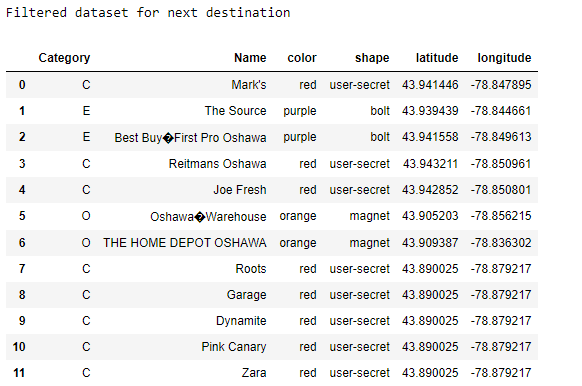 Filtered dataset for next destination
Category Name color shape latitude longitude
0 C Mark's red user-secret 43.941446 -78.847895
1 E The Source purple bolt 43.939439 -78.844661
2 E Best Buy�First Pro Oshawa purple bolt 43.941558 -78.849613
3 C Reitmans Oshawa red user-secret 43.943211 -78.850961
4 C Joe Fresh red user-secret 43.942852 -78.850801
5 O Oshawa�Warehouse orange magnet 43.905203 -78.856215
6 O THE HOME DEPOT OSHAWA orange magnet 43.909387 -78.836302
7 C Roots red user-secret 43.890025 -78.879217
8 C Garage red user-secret 43.890025 -78.879217
9 C Dynamite red user-secret 43.890025 -78.879217
10 C Pink Canary red user-secret 43.890025 -78.879217
11 C Zara red user-secret 43.890025 -78.879217